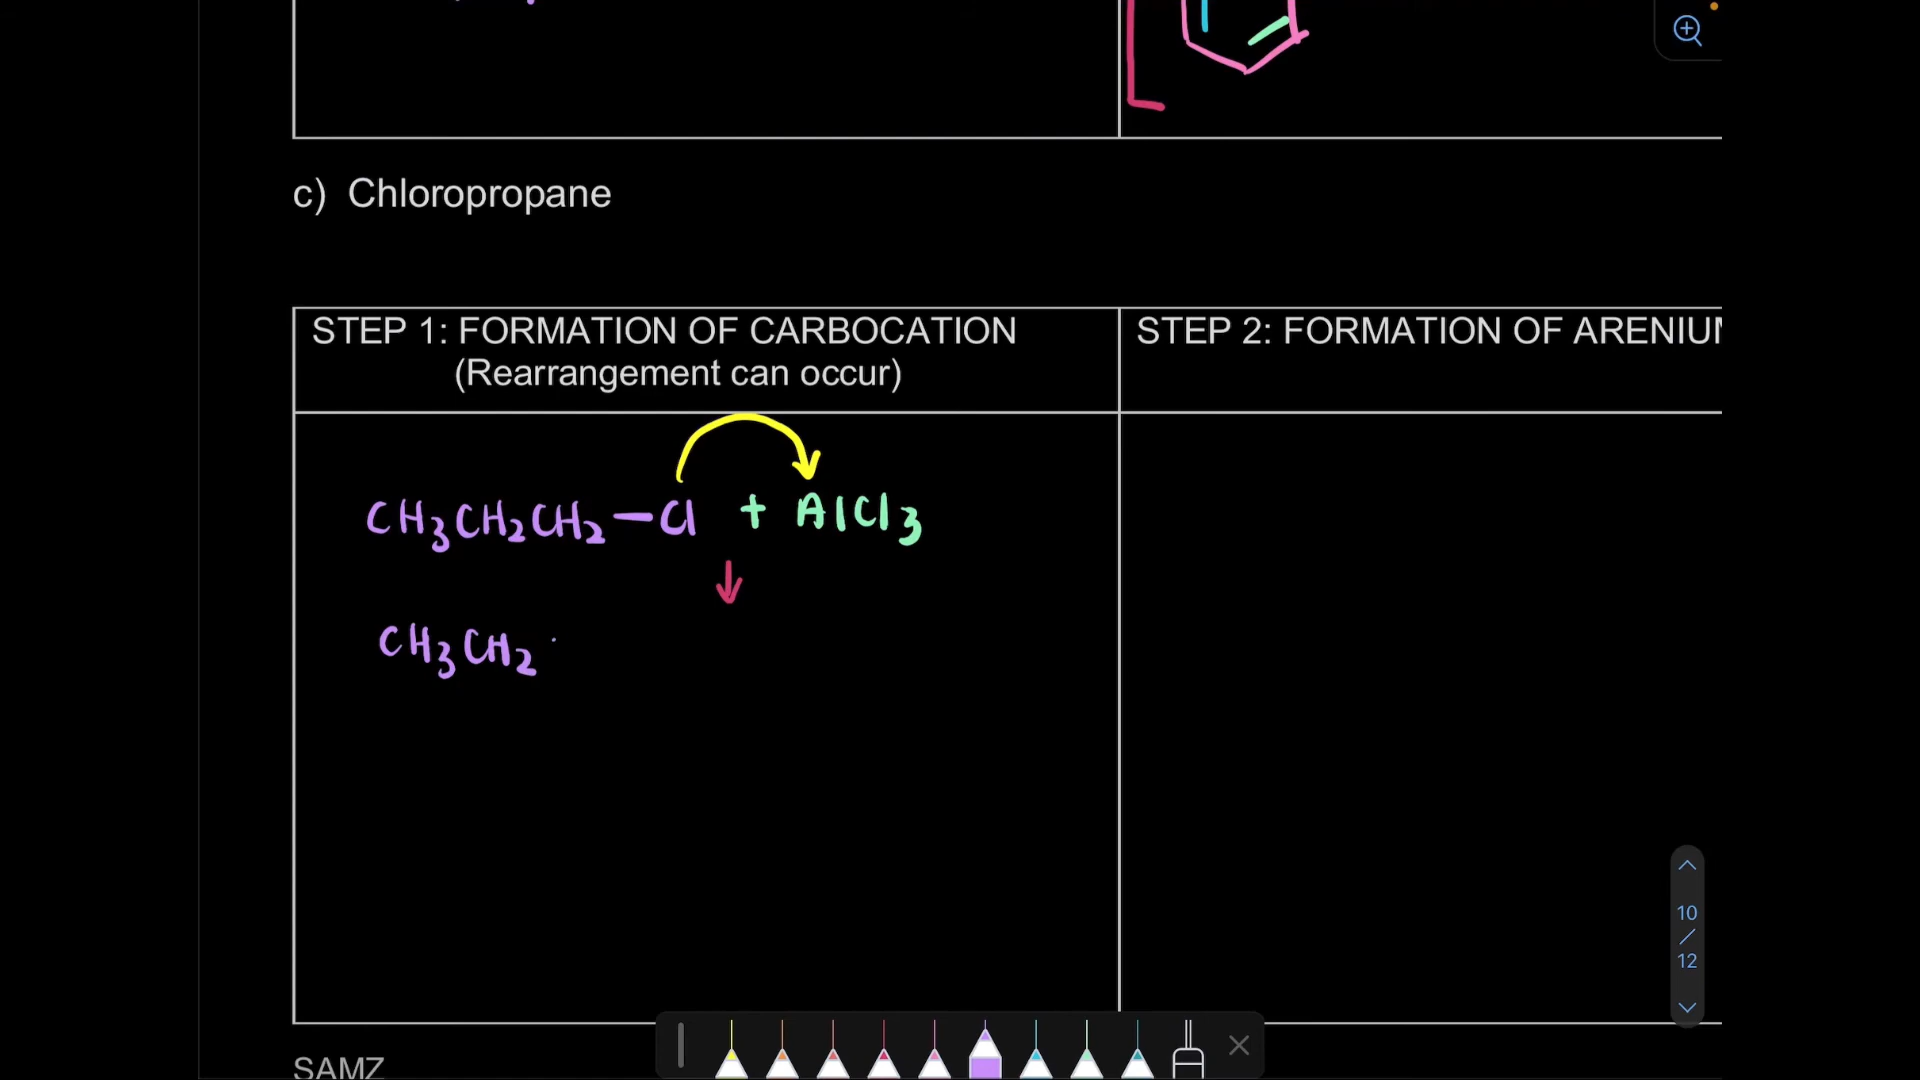 c) Chloropropane
STEP 1: FORMATION OF CARBOCATION
(Rearrangement can occur)
STEP 2: FORMATION OF ARENIUM
CH3CH2CH2—Cl + AlCl3
↓
CH3CH2
10
/
12
SAMZ